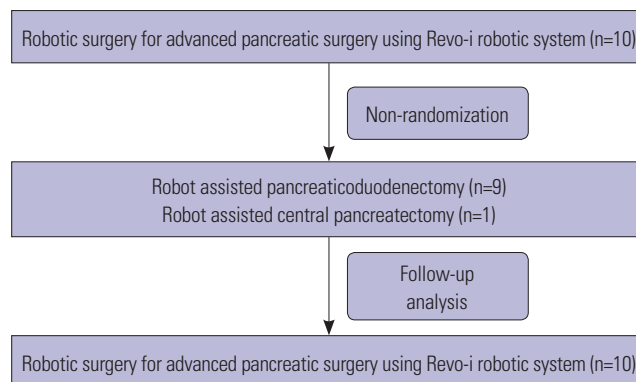 Robotic surgery for advanced pancreatic surgery using Revo-i robotic system (n=10)
Non-randomization
Robot assisted pancreaticoduodenectomy (n=9)
Robot assisted central pancreatectomy (n=1)
Follow-up
analysis
Robotic surgery for advanced pancreatic surgery using Revo-i robotic system (n=10)